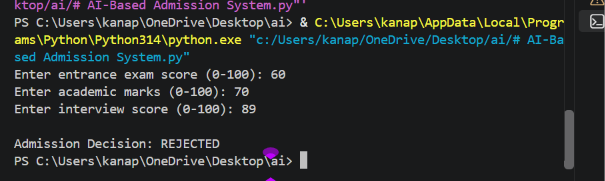 ktop/ai/# AI-Based Admission System.py"'
PS C:\Users\kanap\OneDrive\Desktop\ai> & C:\Users\kanap\AppData\Local\Progr
ams\Python\Python314\python.exe "c:/Users/kanap/OneDrive/Desktop/ai/# AI-Ba
sed Admission System.py"
Enter entrance exam score (0-100): 60
Enter academic marks (0-100): 70
Enter interview score (0-100): 89
Admission Decision: REJECTED
PS C:\Users\kanap\OneDrive\Desktop\ai>